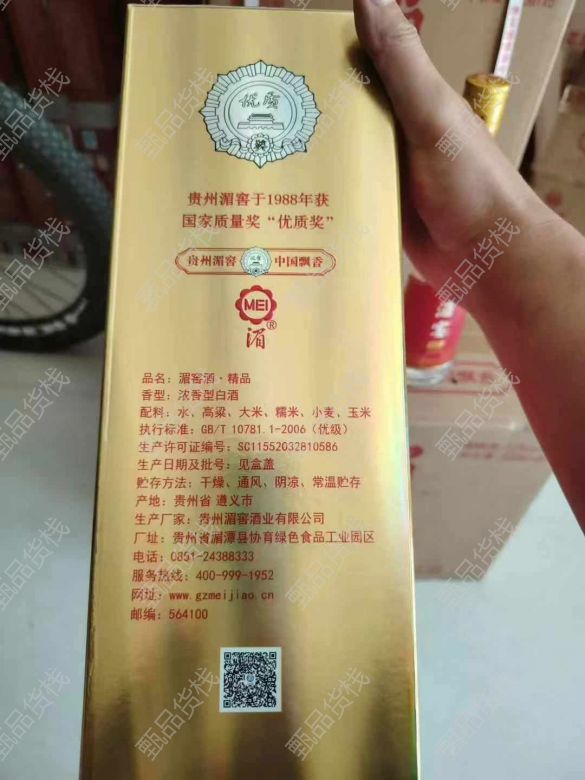 优质
奖
贵州湄窖于1988年获
国家质量奖“优质奖”
贵州湄窖 中国飘香
MEI
湄®
品名：湄窖酒·精品
香型：浓香型白酒
配料：水、高粱、大米、糯米、小麦、玉米
执行标准：GB/T 10781.1-2006（优级）
生产许可证编号：SC11552032810586
生产日期及批号：见盒盖
贮存方法：干燥、通风、阴凉、常温贮存
产地：贵州省 遵义市
生产厂家：贵州湄窖酒业有限公司
厂址：贵州省湄潭县协育绿色食品工业园区
电话：0851-24388333
服务热线：400-999-1952
网址：www.gzmeijiao.cn
邮编：564100
甄品货栈